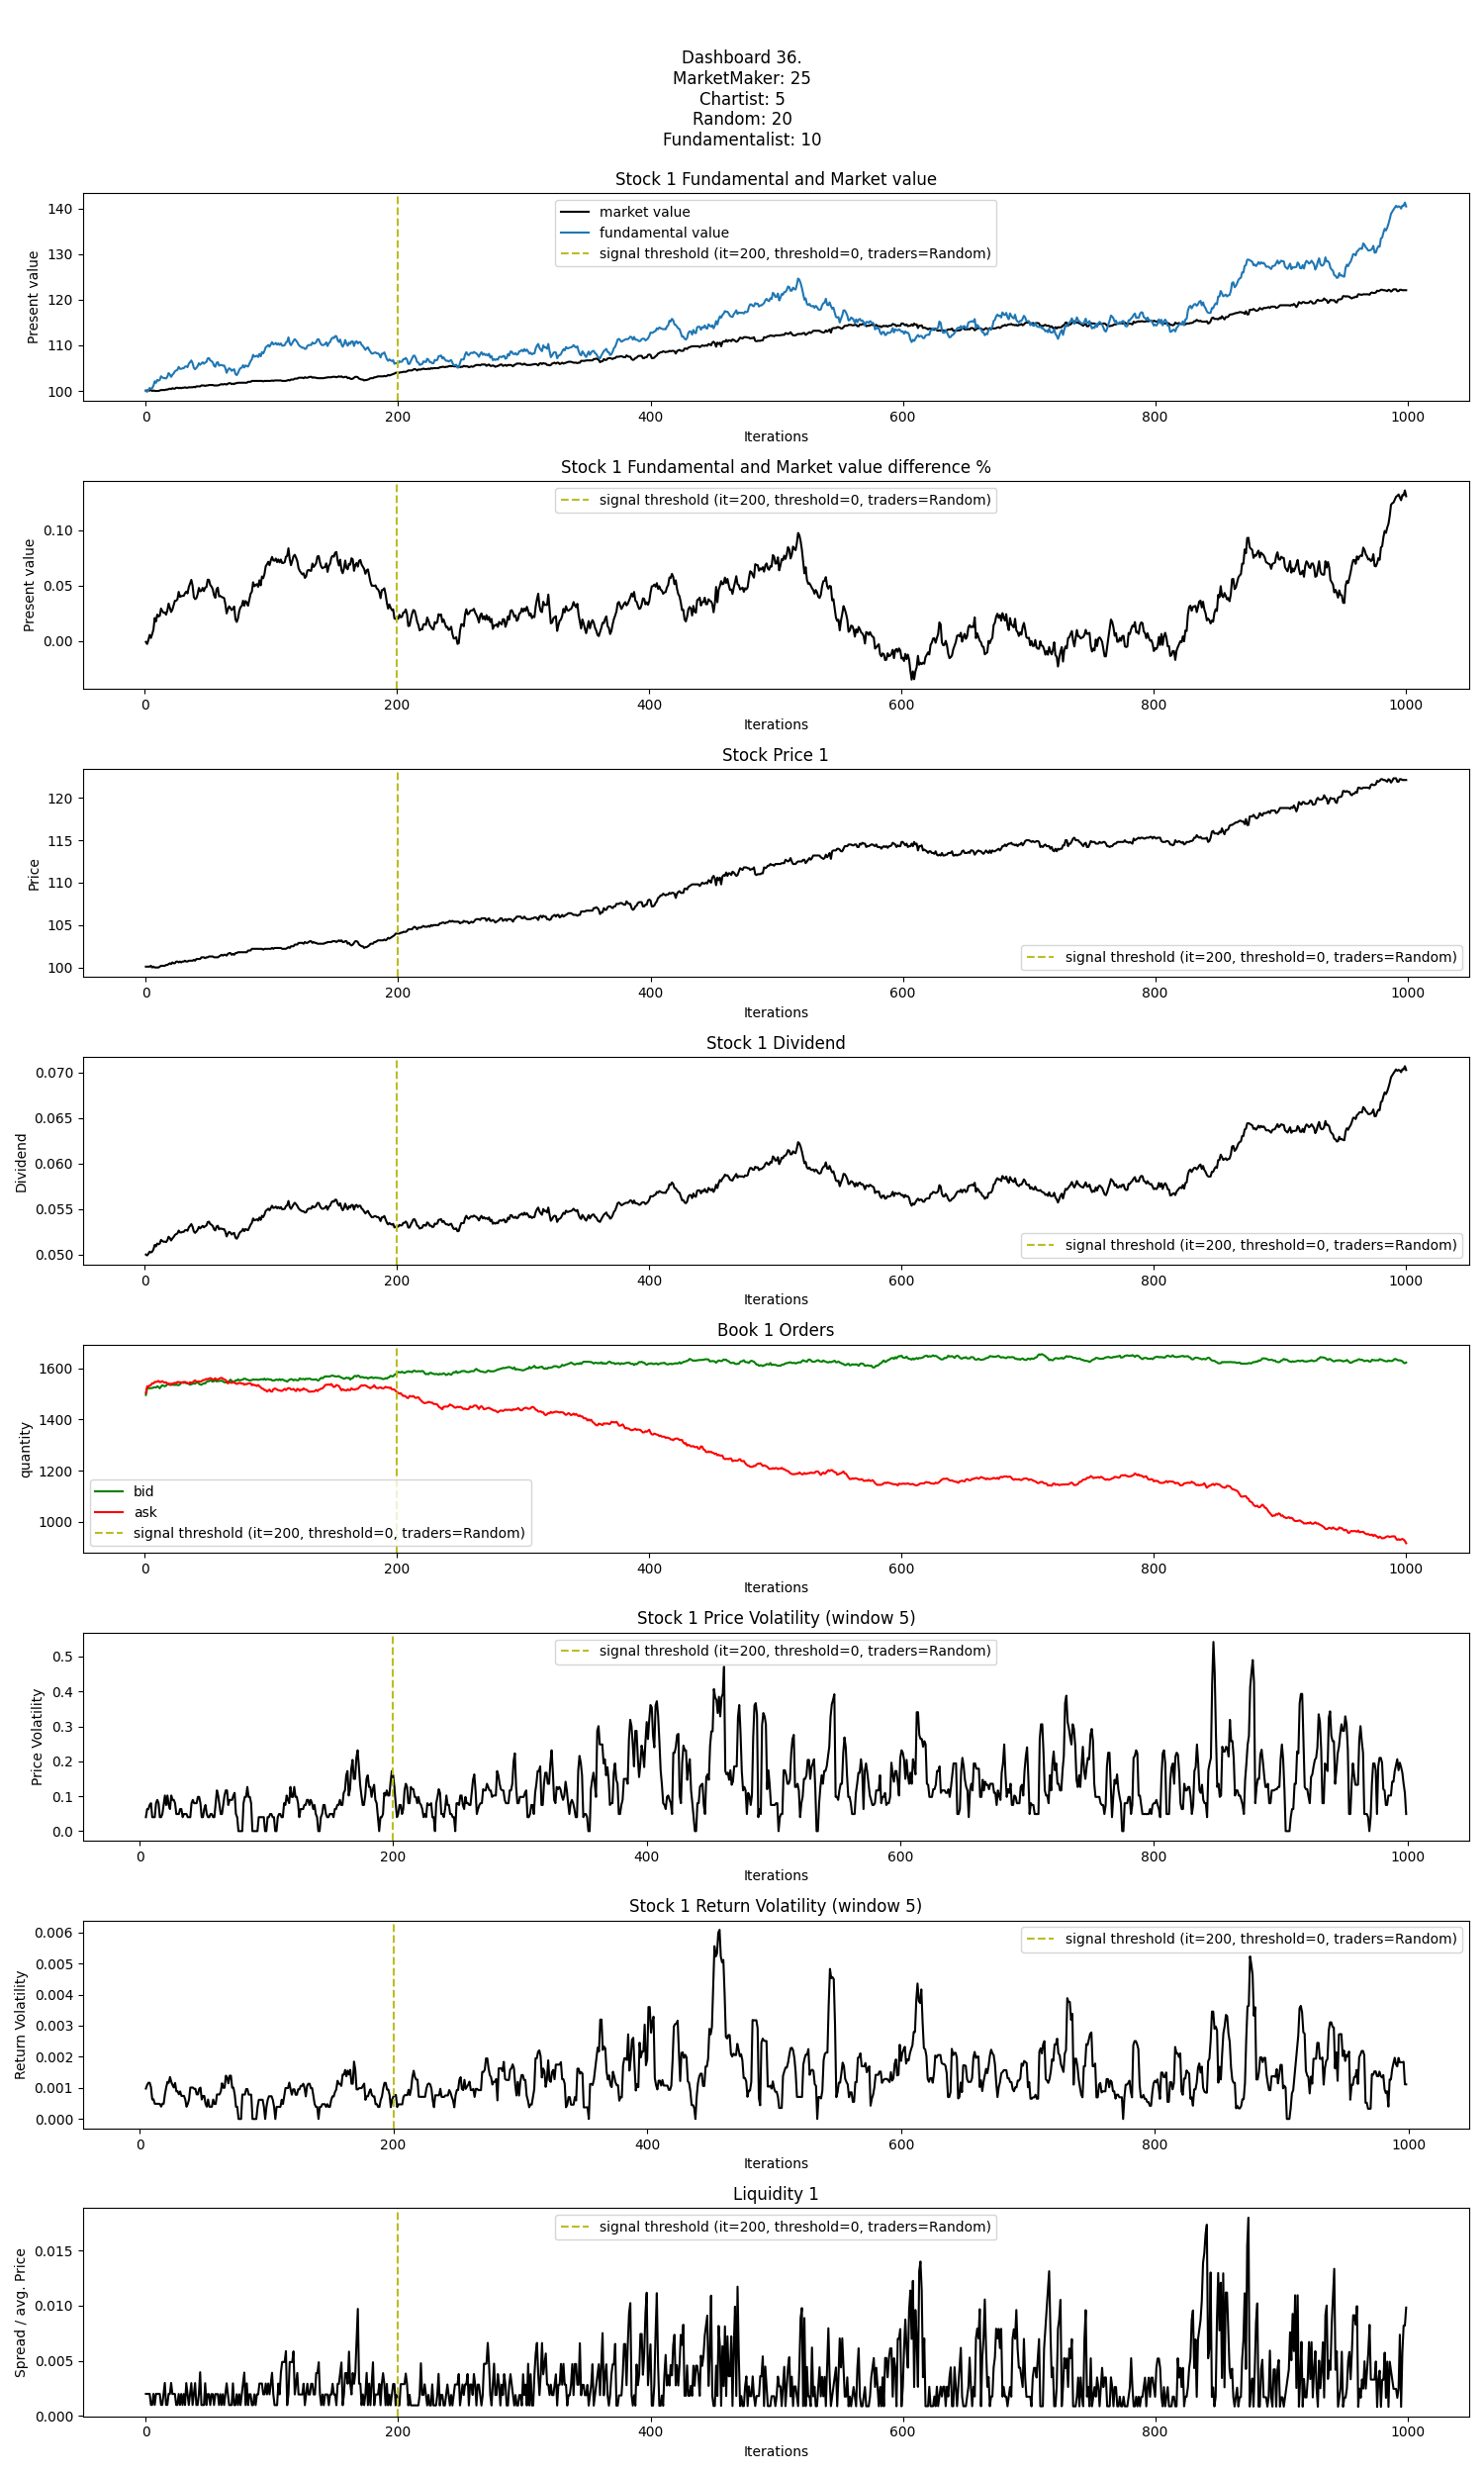 Dashboard 36.
MarketMaker: 25
Chartist: 5
Random: 20
Fundamentalist: 10
Stock 1 Fundamental and Market value
140
130
120
110
100
Present value
market value
fundamental value
signal threshold (it=200, threshold=0, traders=Random)
0 200 400 600 800 1000
Iterations
Stock 1 Fundamental and Market value difference %
0.10
0.05
0.00
Present value
signal threshold (it=200, threshold=0, traders=Random)
0 200 400 600 800 1000
Iterations
Stock Price 1
120
115
110
105
100
Price
signal threshold (it=200, threshold=0, traders=Random)
0 200 400 600 800 1000
Iterations
Stock 1 Dividend
0.070
0.065
0.060
0.055
0.050
Dividend
signal threshold (it=200, threshold=0, traders=Random)
0 200 400 600 800 1000
Iterations
Book 1 Orders
1600
1400
1200
1000
quantity
bid
ask
signal threshold (it=200, threshold=0, traders=Random)
0 200 400 600 800 1000
Iterations
Stock 1 Price Volatility (window 5)
0.5
0.4
0.3
0.2
0.1
0.0
Price Volatility
signal threshold (it=200, threshold=0, traders=Random)
0 200 400 600 800 1000
Iterations
Stock 1 Return Volatility (window 5)
0.006
0.005
0.004
0.003
0.002
0.001
0.000
Return Volatility
signal threshold (it=200, threshold=0, traders=Random)
0 200 400 600 800 1000
Iterations
Liquidity 1
0.015
0.010
0.005
0.000
Spread / avg. Price
signal threshold (it=200, threshold=0, traders=Random)
0 200 400 600 800 1000
Iterations